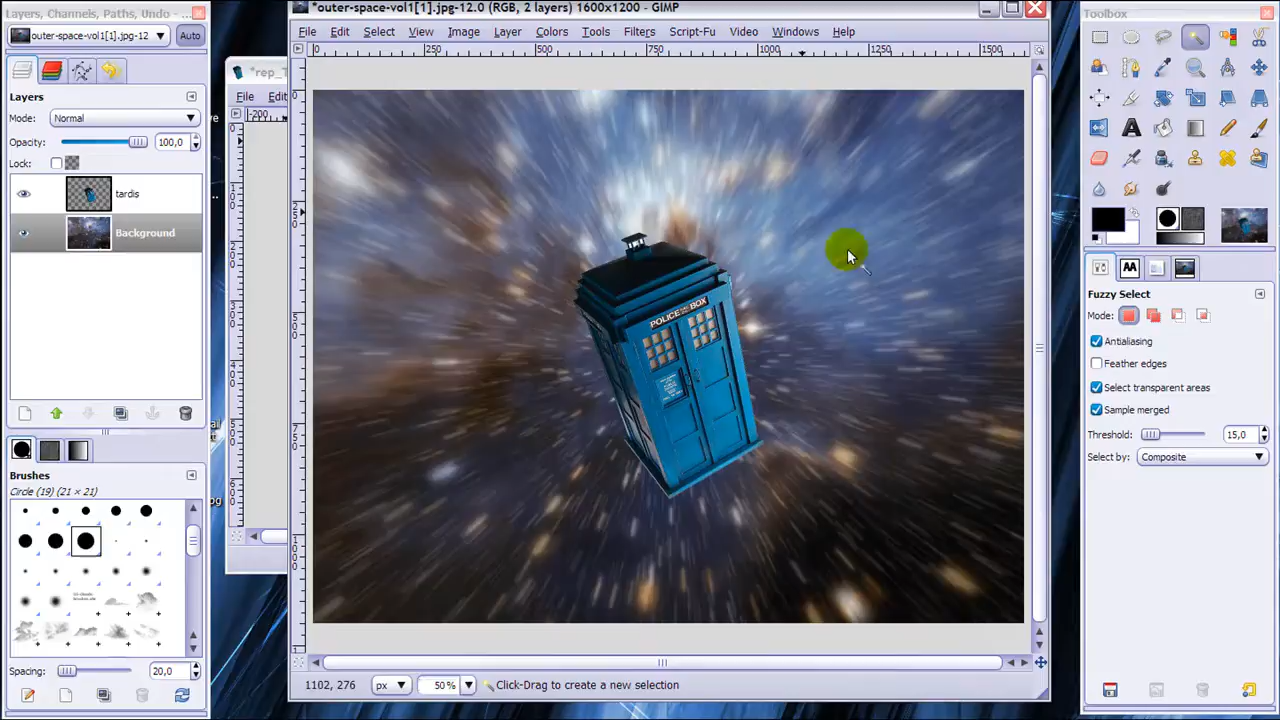 Layers, Channels, Paths, Undo -
outer-space-vol1[1].jpg-12
Auto
Layers
Mode: Normal
Opacity: 100,0
Lock:
tardis
Background
Brushes
Circle (19) (21 × 21)
Spacing: 20,0
*rep_T
File Edit
-200
*outer-space-vol1[1].jpg-12.0 (RGB, 2 layers) 1600x1200 – GIMP
File Edit Select View Image Layer Colors Tools Filters Script-Fu Video Windows Help
0 250 500 750 1000 1250 1500
POLICE BOX
1102, 276 px 50% Click-Drag to create a new selection
Toolbox
Fuzzy Select
Mode:
Antialiasing
Feather edges
Select transparent areas
Sample merged
Threshold: 15,0
Select by: Composite